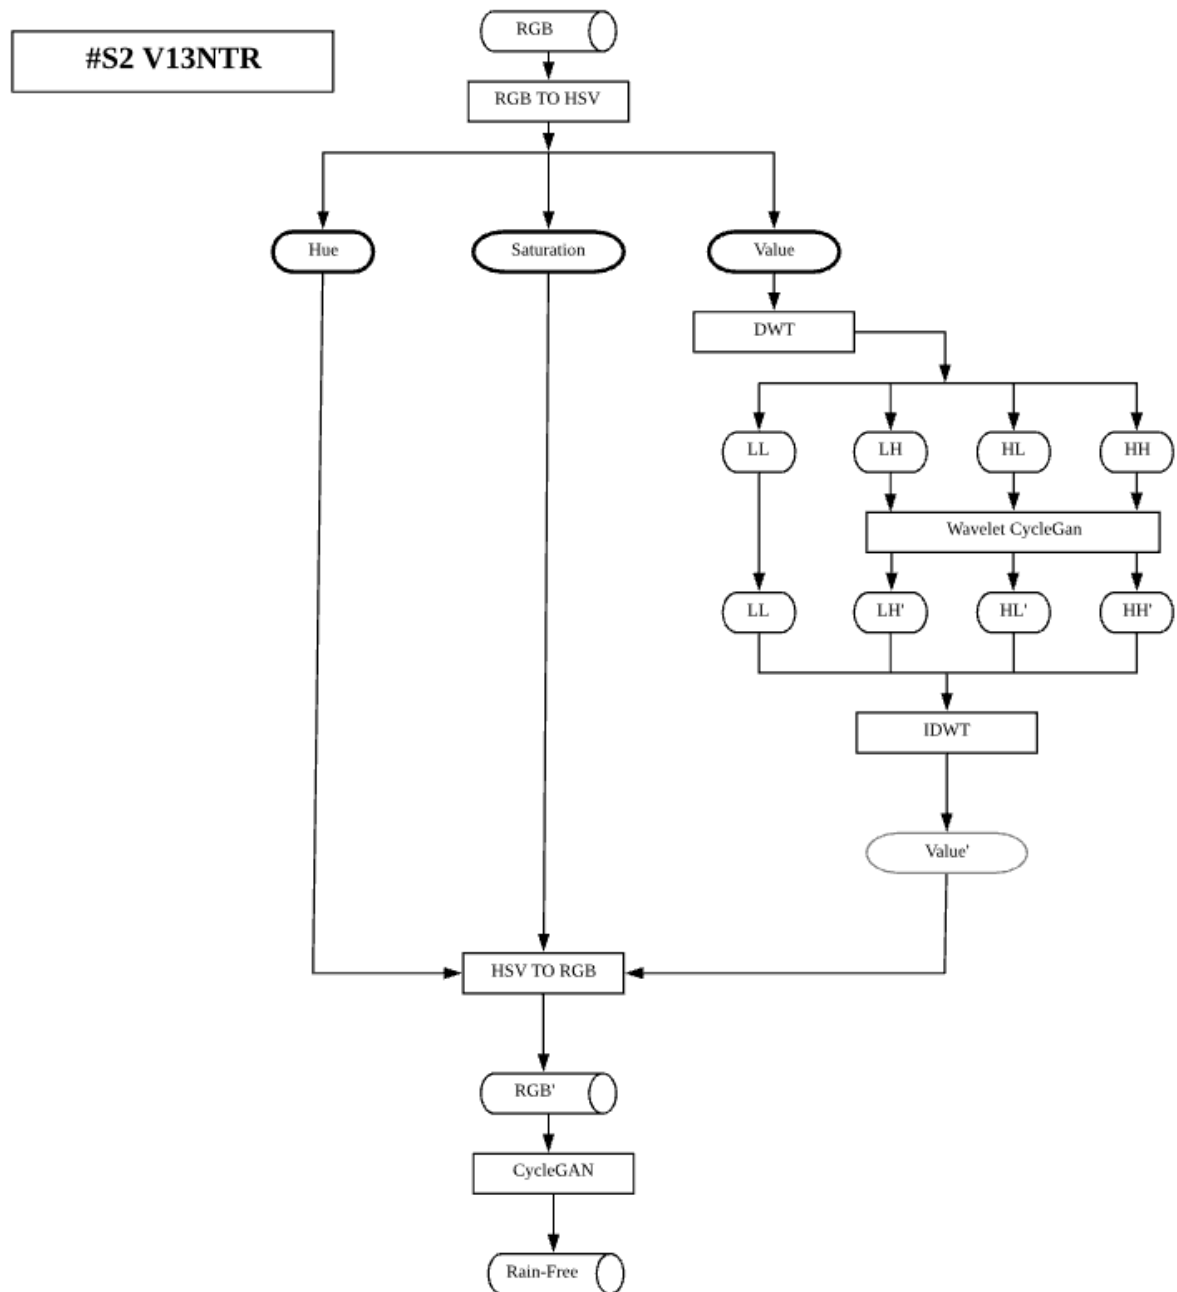 #S2 V13NTR
RGB
RGB TO HSV
Hue
Saturation
Value
DWT
LL
LH
HL
HH
Wavelet CycleGan
LL
LH'
HL'
HH'
IDWT
Value'
HSV TO RGB
RGB'
CycleGAN
Rain-Free